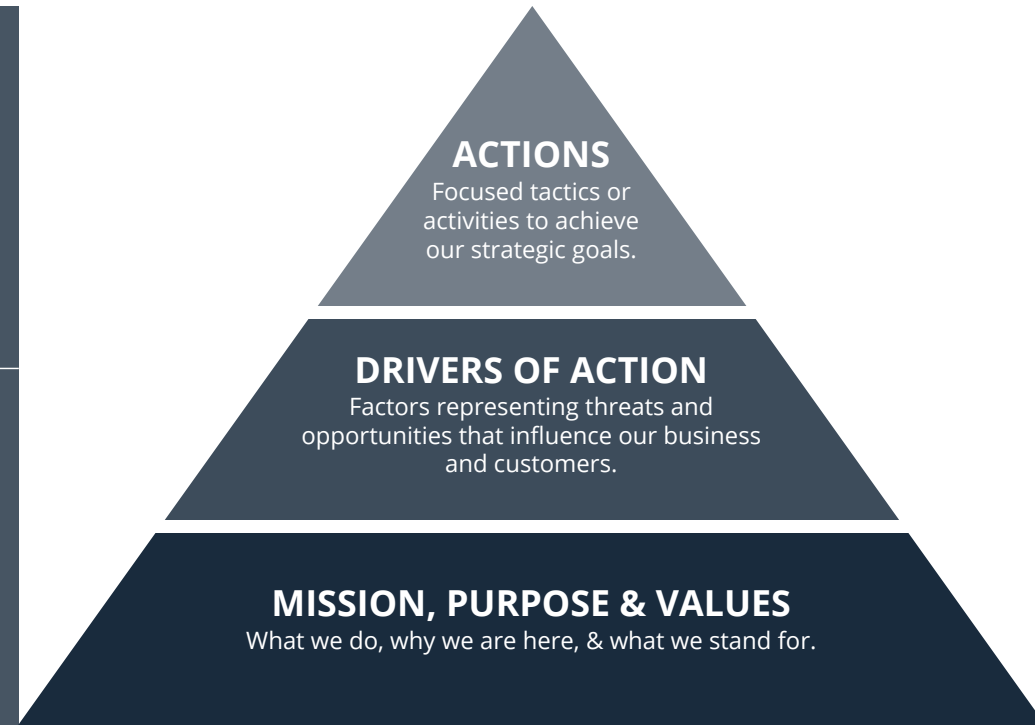 ACTIONS
Focused tactics or
activities to achieve
our strategic goals.
DRIVERS OF ACTION
Factors representing threats and
opportunities that influence our business
and customers.
MISSION, PURPOSE & VALUES
What we do, why we are here, & what we stand for.